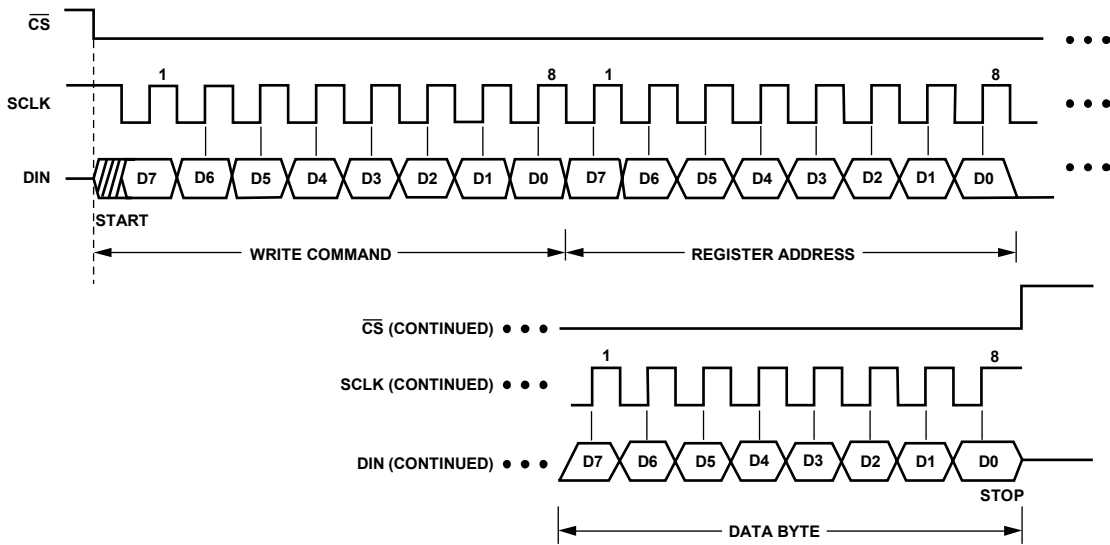 CS
1 8 1 8
SCLK
DIN D7 D6 D5 D4 D3 D2 D1 D0 D7 D6 D5 D4 D3 D2 D1 D0
START
WRITE COMMAND REGISTER ADDRESS
CS (CONTINUED)
1 8
SCLK (CONTINUED)
DIN (CONTINUED) D7 D6 D5 D4 D3 D2 D1 D0
STOP
DATA BYTE